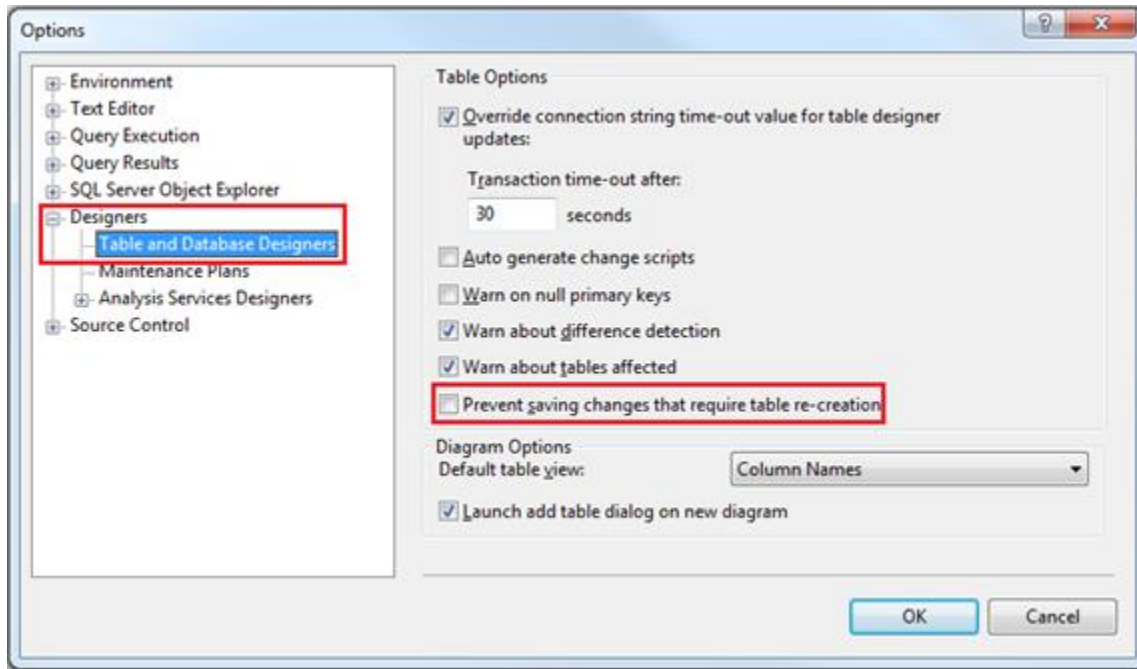 Options
Environment
Text Editor
Query Execution
Query Results
SQL Server Object Explorer
Designers
Table and Database Designers
Maintenance Plans
Analysis Services Designers
Source Control
Table Options
Override connection string time-out value for table designer
updates:
Transaction time-out after:
30 seconds
Auto generate change scripts
Warn on null primary keys
Warn about difference detection
Warn about tables affected
Prevent saving changes that require table re-creation
Diagram Options
Default table view: Column Names
Launch add table dialog on new diagram
OK Cancel